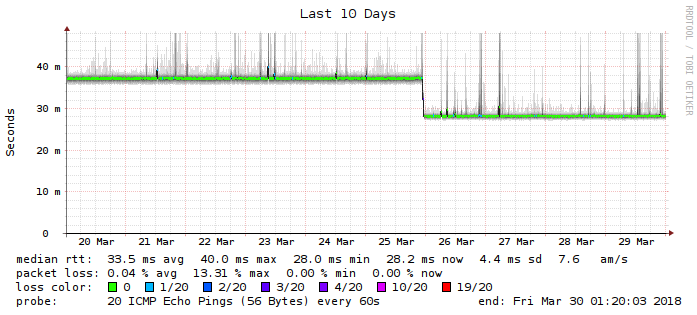 Last 10 Days
RRDTOOL / TOBI OETIKER
Seconds
40 m
30 m
20 m
10 m
0
20 Mar 21 Mar 22 Mar 23 Mar 24 Mar 25 Mar 26 Mar 27 Mar 28 Mar 29 Mar
median rtt: 33.5 ms avg 40.0 ms max 28.0 ms min 28.2 ms now 4.4 ms sd 7.6 am/s
packet loss: 0.04 % avg 13.31 % max 0.00 % min 0.00 % now
loss color: 0 1/20 2/20 3/20 4/20 10/20 19/20
probe: 20 ICMP Echo Pings (56 Bytes) every 60s end: Fri Mar 30 01:20:03 2018